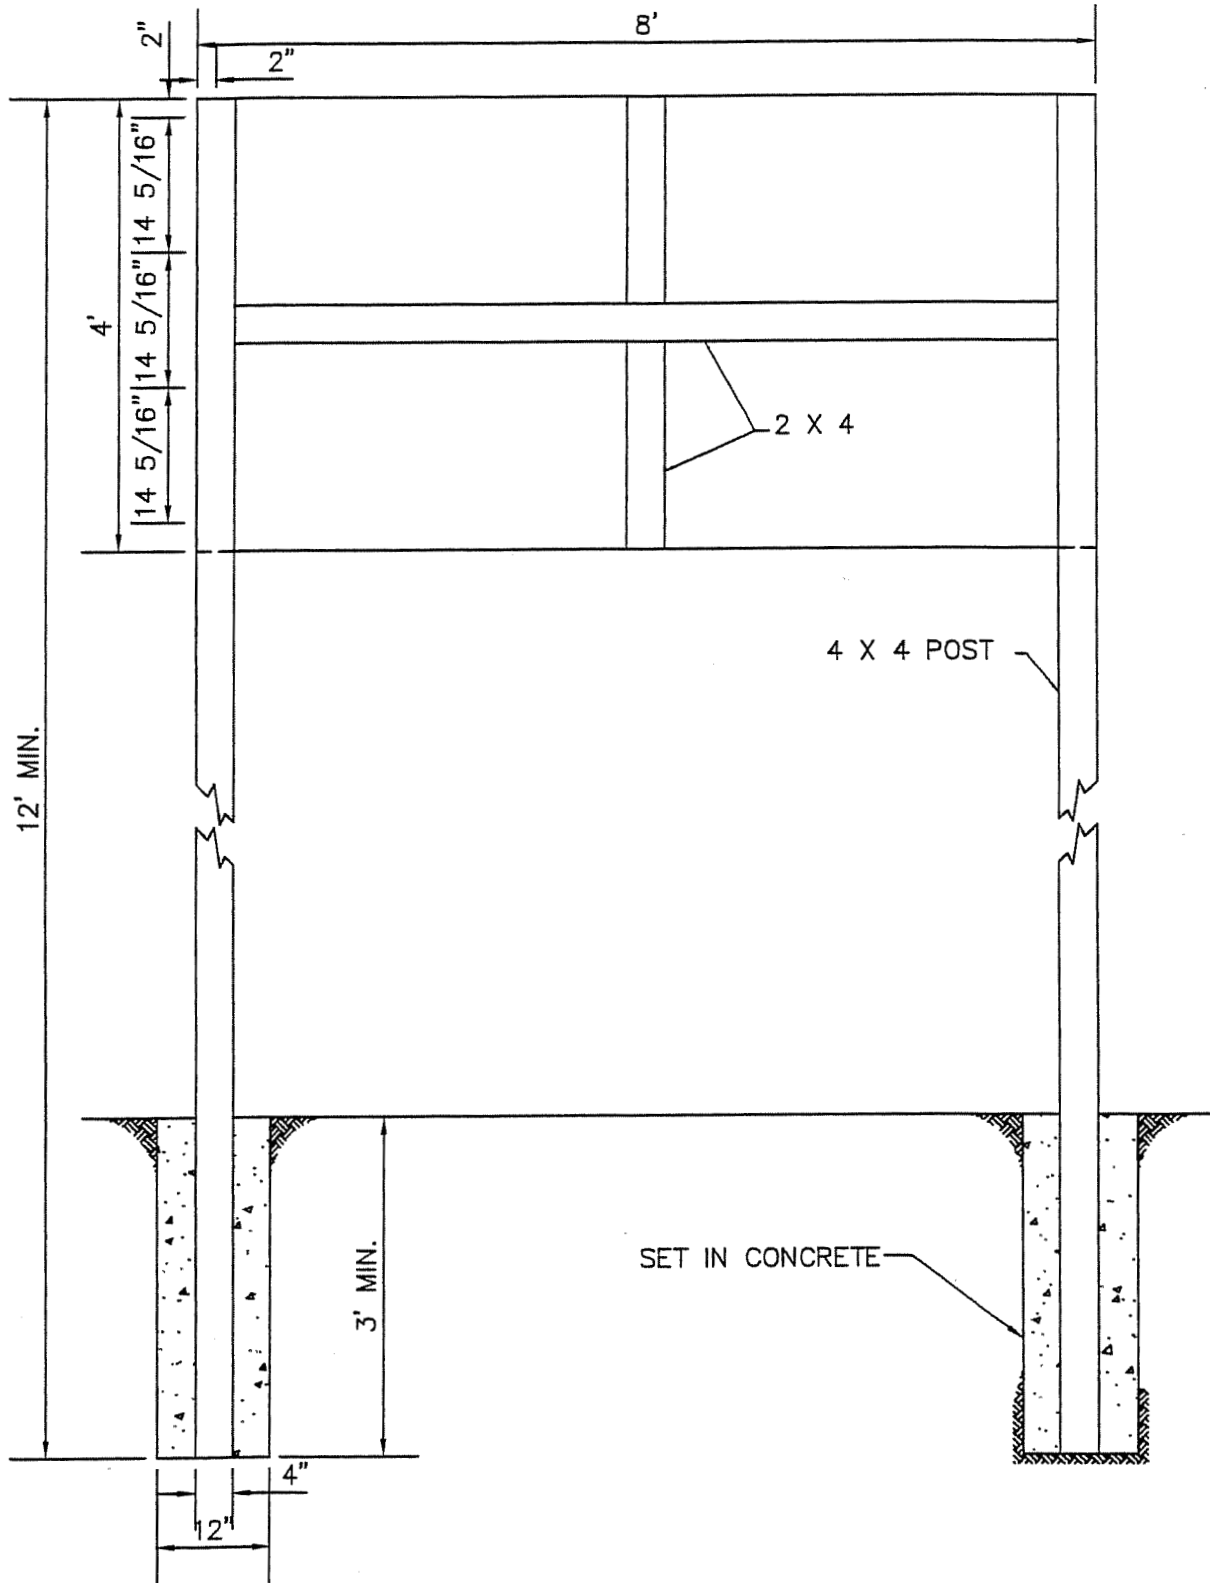 8'
2"
2"
14 5/16"
14 5/16"
14 5/16"
4'
2 X 4
4 X 4 POST
12' MIN.
SET IN CONCRETE
3' MIN.
4"
12"